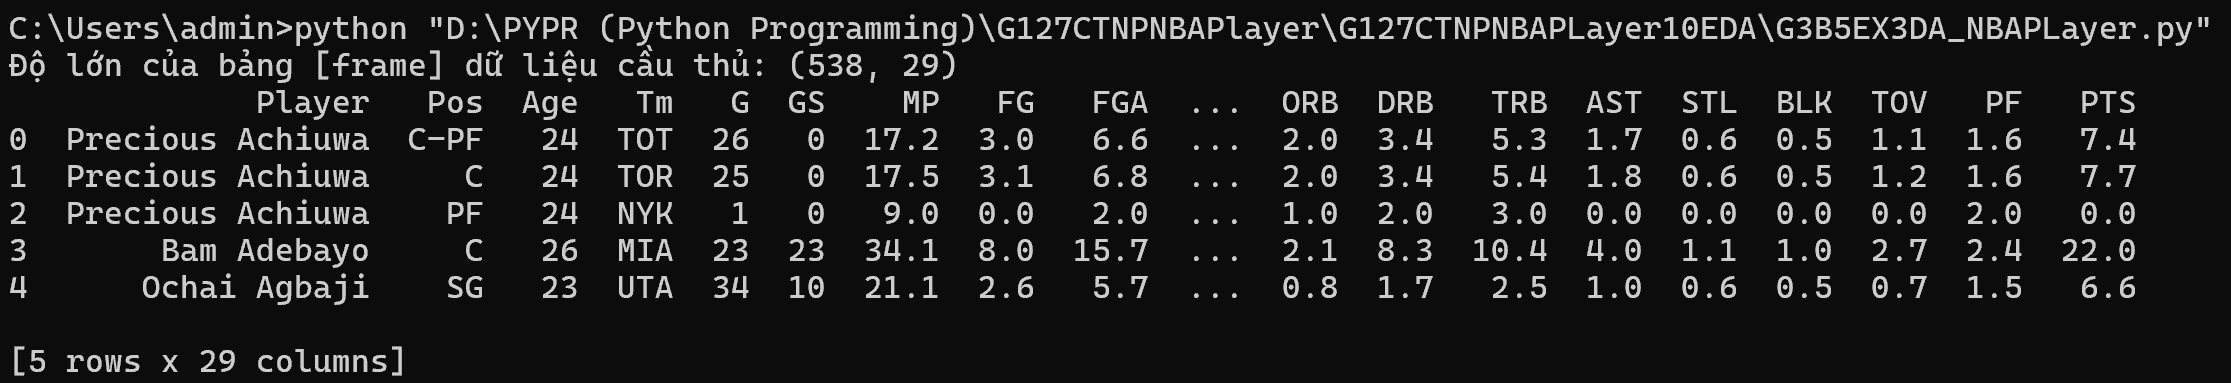 C:\Users\admin>python "D:\PYPR (Python Programming)\G127CTNPNBAPlayer\G127CTNPNBAPLayer10EDA\G3B5EX3DA_NBAPLayer.py"
Độ lớn của bảng [frame] dữ liệu cầu thủ: (538, 29)
             Player   Pos  Age   Tm   G  GS    MP   FG   FGA  ...  ORB  DRB   TRB  AST  STL  BLK  TOV   PF   PTS
0  Precious Achiuwa  C-PF   24  TOT  26   0  17.2  3.0   6.6  ...  2.0  3.4   5.3  1.7  0.6  0.5  1.1  1.6   7.4
1  Precious Achiuwa     C   24  TOR  25   0  17.5  3.1   6.8  ...  2.0  3.4   5.4  1.8  0.6  0.5  1.2  1.6   7.7
2  Precious Achiuwa    PF   24  NYK   1   0   9.0  0.0   2.0  ...  1.0  2.0   3.0  0.0  0.0  0.0  0.0  2.0   0.0
3       Bam Adebayo     C   26  MIA  23  23  34.1  8.0  15.7  ...  2.1  8.3  10.4  4.0  1.1  1.0  2.7  2.4  22.0
4      Ochai Agbaji    SG   23  UTA  34  10  21.1  2.6   5.7  ...  0.8  1.7   2.5  1.0  0.6  0.5  0.7  1.5   6.6
[5 rows x 29 columns]